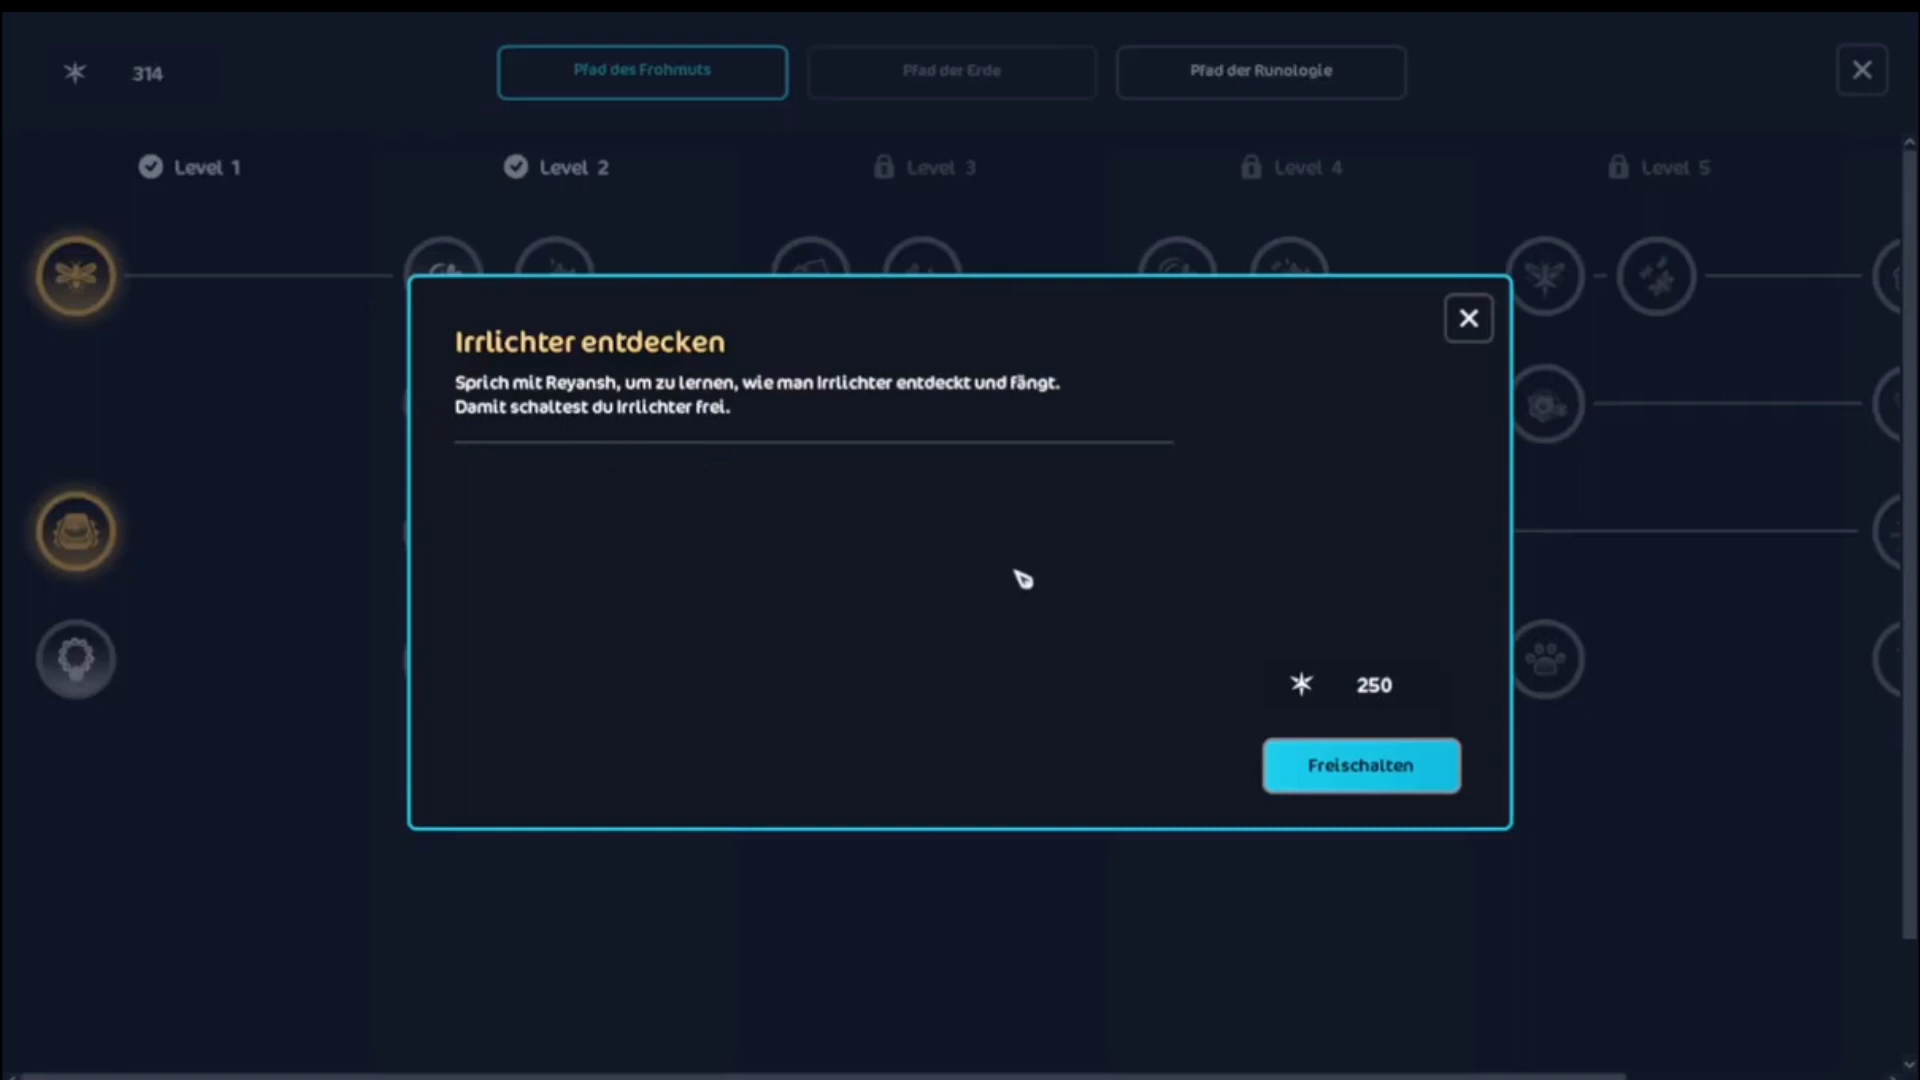 314
Pfad des Frohmuts
Pfad der Erde
Pfad der Runologie
Level 1
Level 2
Level 3
Level 4
Level 5
Irrlichter entdecken
Sprich mit Reyansh, um zu lernen, wie man Irrlichter entdeckt und fängt.
Damit schaltest du Irrlichter frei.
250
Freischalten